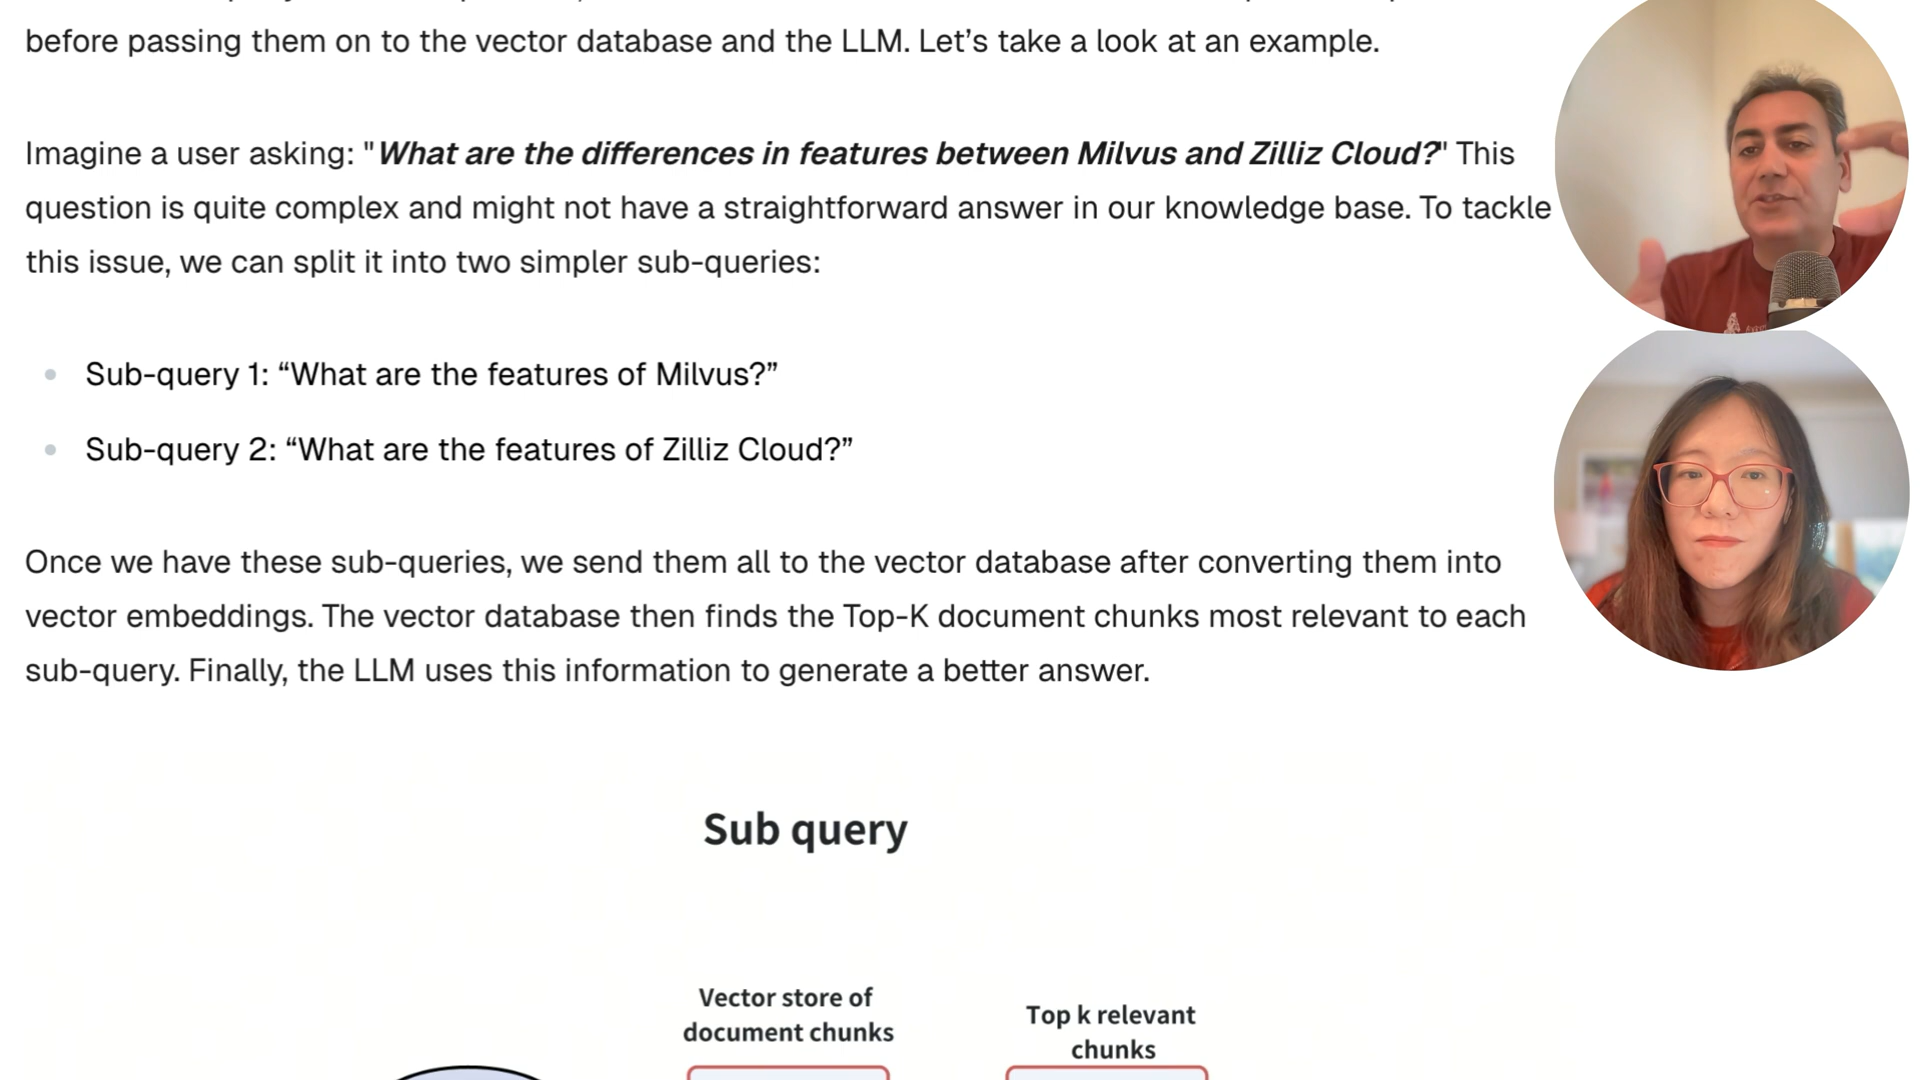 before passing them on to the vector database and the LLM. Let’s take a look at an example.
Imagine a user asking: "What are the differences in features between Milvus and Zilliz Cloud?" This
question is quite complex and might not have a straightforward answer in our knowledge base. To tackle
this issue, we can split it into two simpler sub-queries:
Sub-query 1: “What are the features of Milvus?”
Sub-query 2: “What are the features of Zilliz Cloud?”
Once we have these sub-queries, we send them all to the vector database after converting them into
vector embeddings. The vector database then finds the Top-K document chunks most relevant to each
sub-query. Finally, the LLM uses this information to generate a better answer.
Sub query
Vector store of
document chunks
Top k relevant
chunks